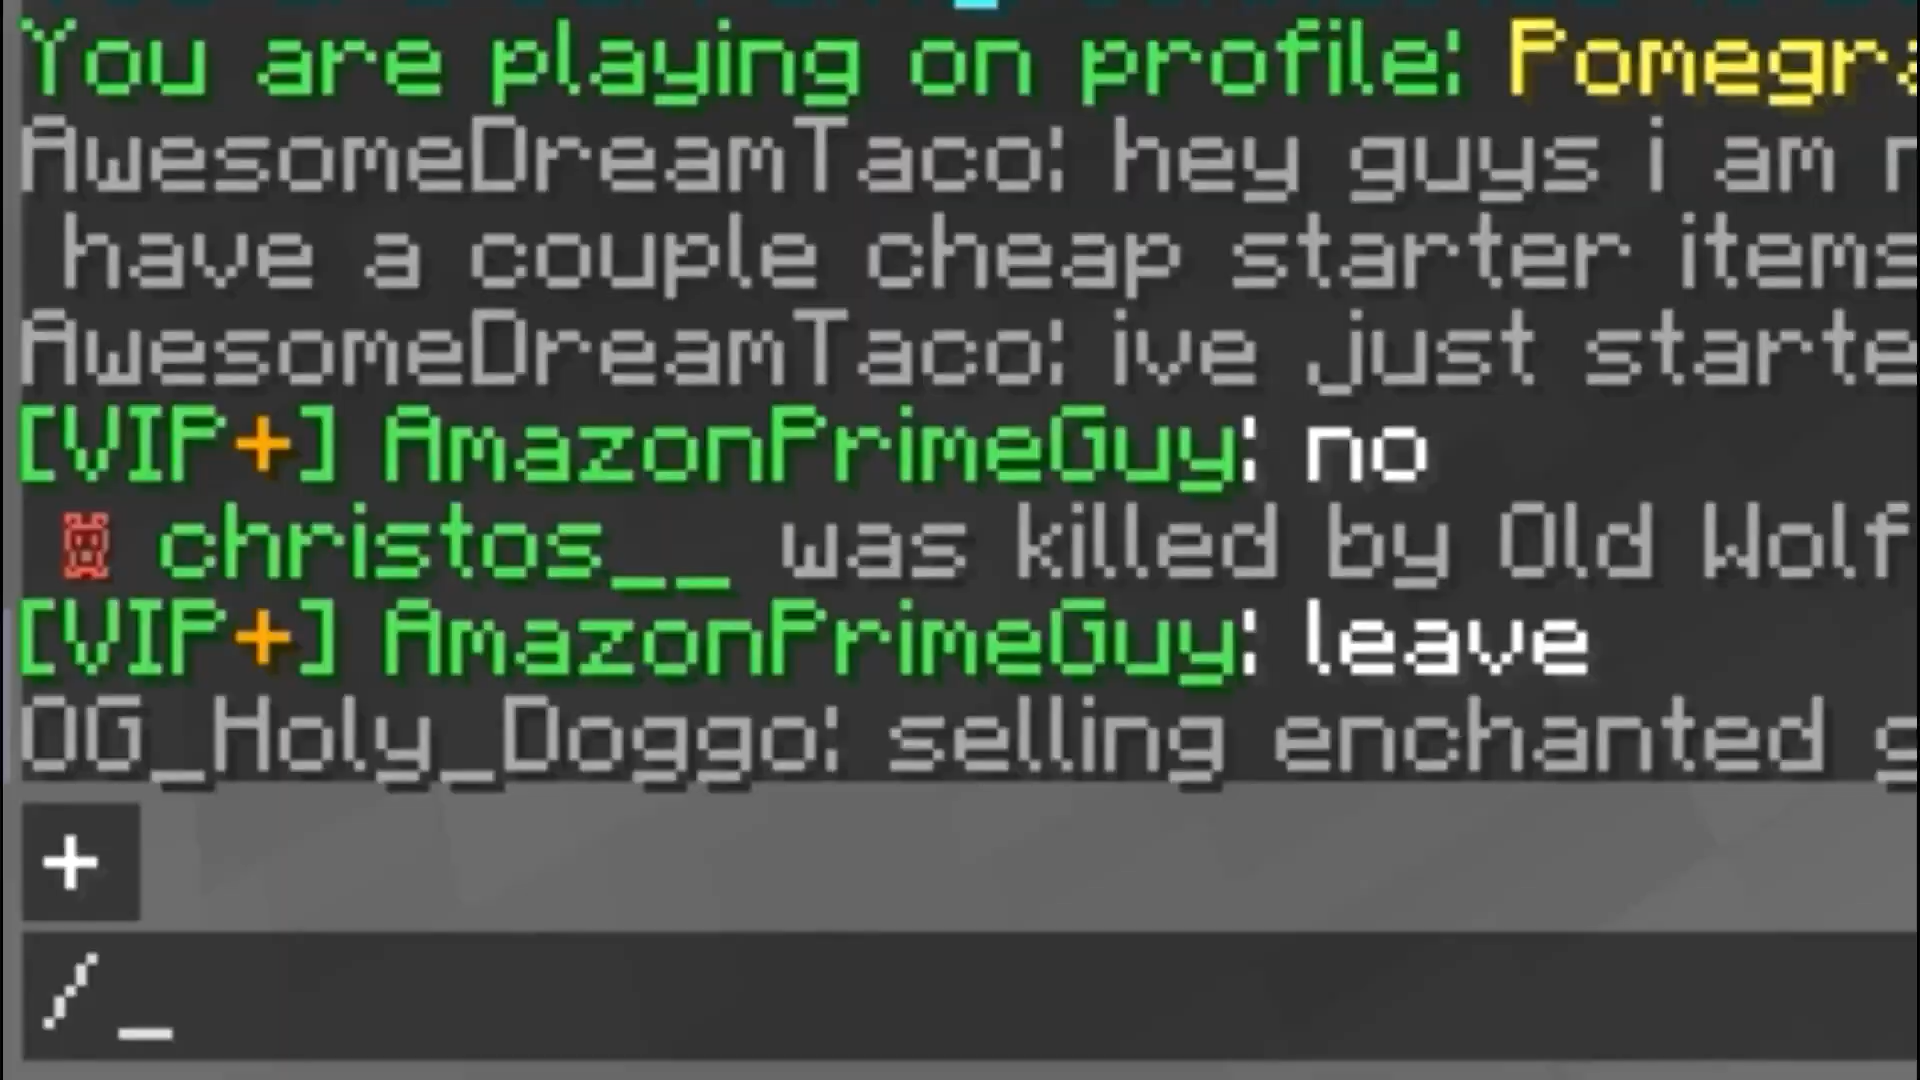 You are playing on profile:
AwesomeDreamTaco: hey guys i am
have a couple cheap starter items
AwesomeDreamTaco: ive just starte
[VIP+] AmazonPrimeGuy: no
christos__ was killed by Old Wolf
[VIP+] AmazonPrimeGuy: leave
OG_Holy_Doggo: selling enchanted
+
/_